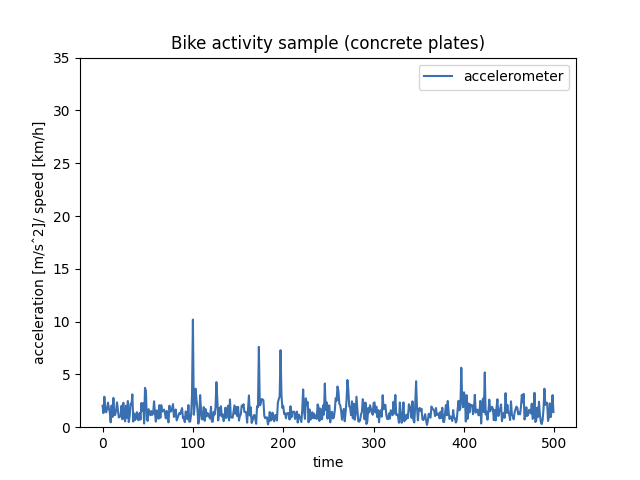 Bike activity sample (concrete plates)
accelerometer
35
30
25
20
15
10
5
0
acceleration [m/sˆ2]/ speed [km/h]
0 100 200 300 400 500
time